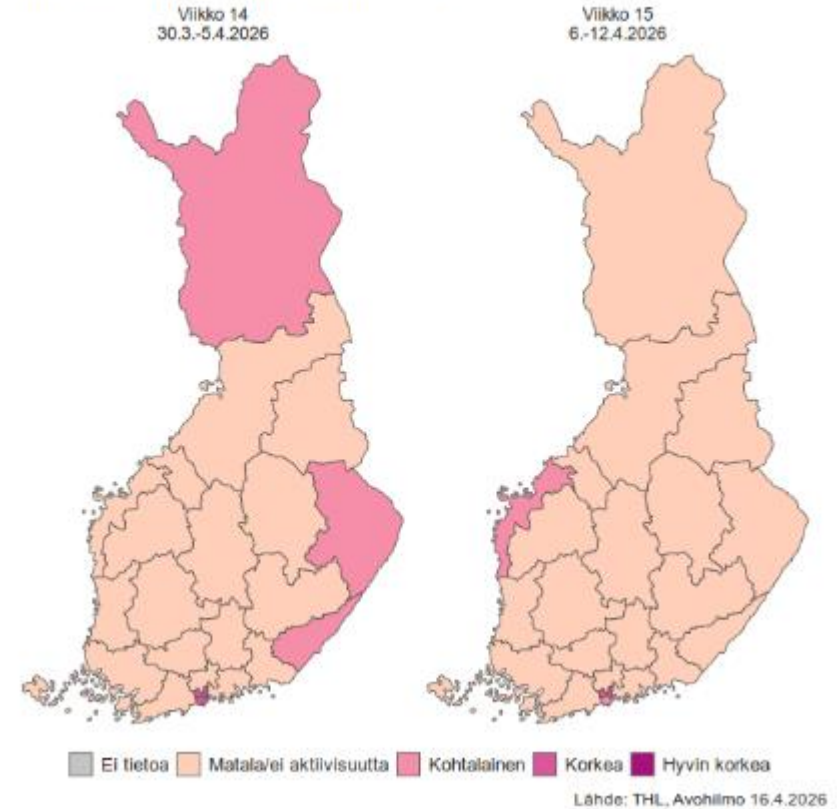 Viikko 14
30.3.-5.4.2026
Viikko 15
6.-12.4.2026
Ei tietoa Matala/ei aktiivisuutta Kohtalainen Korkea Hyvin korkea
Lähde: THL, Avohilmo 16.4.2026